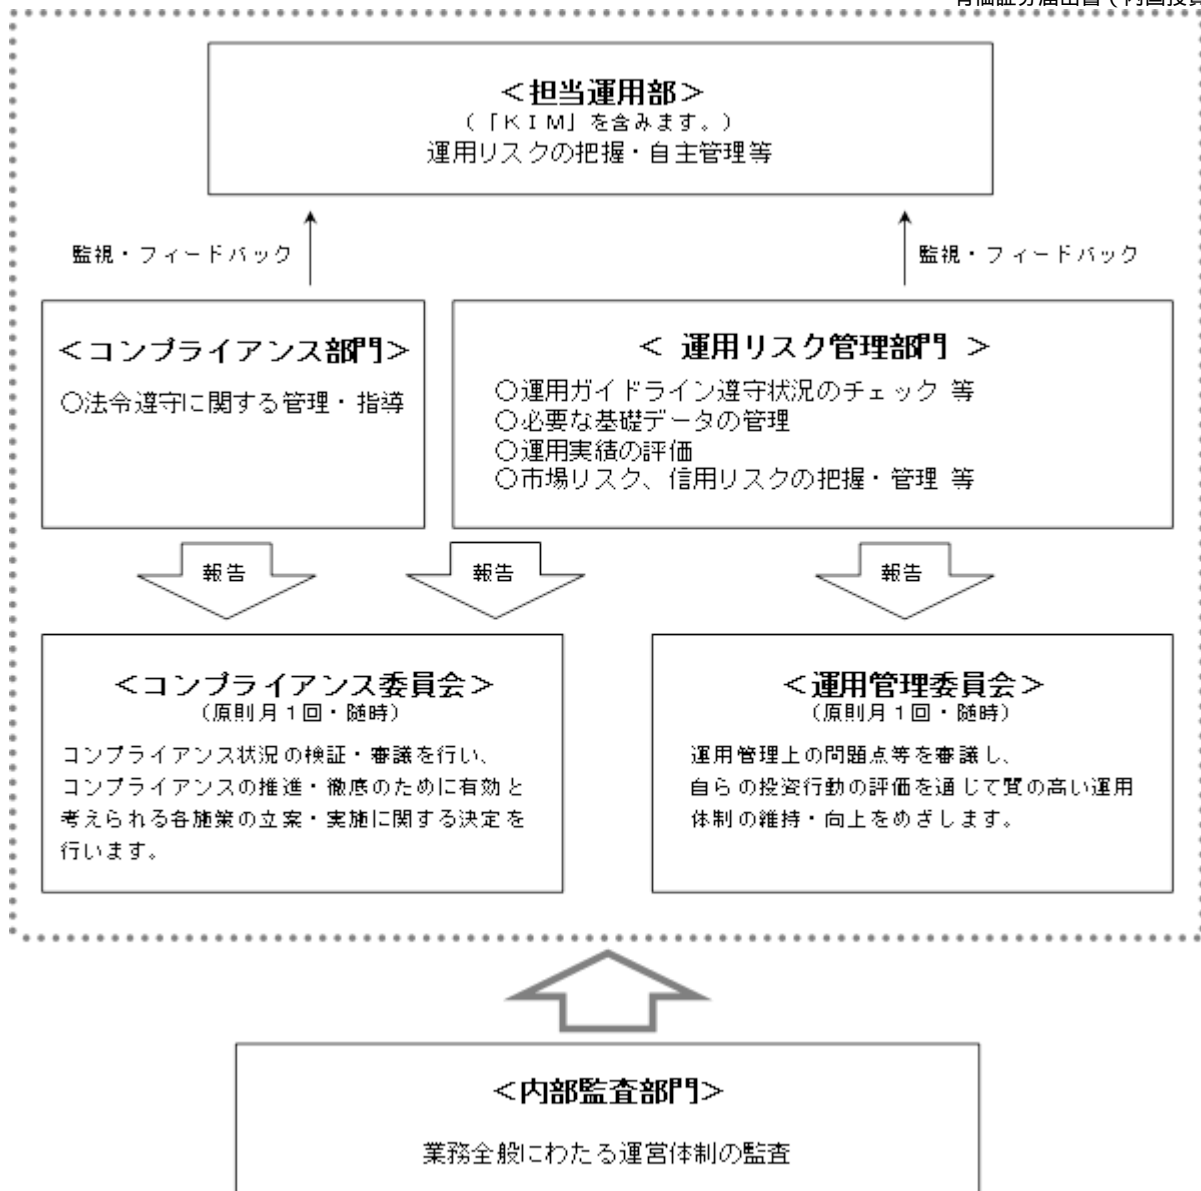 有価証券届出書（内国投資
＜担当運用部＞
（「ＫＩＭ」を含みます。）
運用リスクの把握・自主管理等
監視・フィードバック
監視・フィードバック
＜コンプライアンス部門＞
○法令遵守に関する管理・指導
＜ 運用リスク管理部門 ＞
○運用ガイドライン遵守状況のチェック 等
○必要な基礎データの管理
○運用実績の評価
○市場リスク、信用リスクの把握・管理 等
報告
報告
報告
＜コンプライアンス委員会＞
（原則月１回・随時）
コンプライアンス状況の検証・審議を行い、
コンプライアンスの推進・徹底のために有効と
考えられる各施策の立案・実施に関する決定を
行います。
＜運用管理委員会＞
（原則月１回・随時）
運用管理上の問題点等を審議し、
自らの投資行動の評価を通じて質の高い運用
体制の維持・向上をめざします。
＜内部監査部門＞
業務全般にわたる運営体制の監査